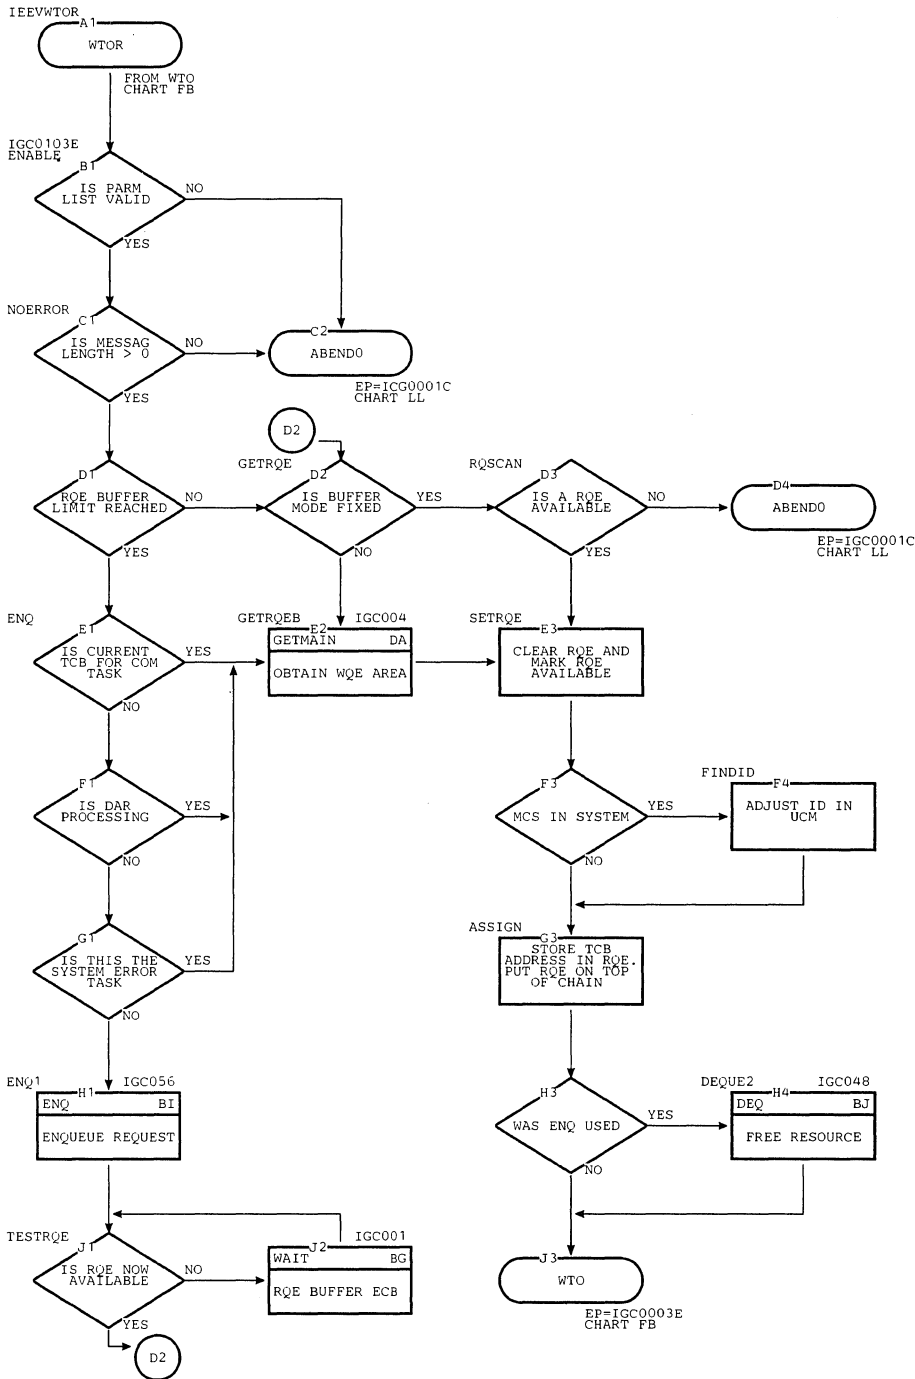 IEEVWTOR
A1
WTOR
FROM WTO
CHART FB
IGC0103E
ENABLE
B1
IS PARM
LIST VALID
NO
YES
NOERROR
C1
IS MESSAG
LENGTH > 0
NO
YES
C2
ABEND0
EP=ICG0001C
CHART LL
D2
D1
RQE BUFFER
LIMIT REACHED
NO
YES
GETRQE
D2
IS BUFFER
MODE FIXED
YES
NO
RQSCAN
D3
IS A RQE
AVAILABLE
NO
YES
D4
ABEND0
EP=IGC0001C
CHART LL
ENQ
E1
IS CURRENT
TCB FOR COM
TASK
YES
NO
GETRQEB
IGC004
E2
GETMAIN DA
OBTAIN WQE AREA
SETRQE
E3
CLEAR RQE AND
MARK RQE
AVAILABLE
F1
IS DAR
PROCESSING
YES
NO
F3
MCS IN SYSTEM
YES
NO
FINDID
F4
ADJUST ID IN
UCM
G1
IS THIS THE
SYSTEM ERROR
TASK
YES
NO
ASSIGN
G3
STORE TCB
ADDRESS IN RQE.
PUT RQE ON TOP
OF CHAIN
ENQ1
IGC056
H1
ENQ BI
ENQUEUE REQUEST
H3
WAS ENQ USED
YES
NO
DEQUE2
IGC048
H4
DEQ BJ
FREE RESOURCE
TESTRQE
J1
IS RQE NOW
AVAILABLE
NO
YES
IGC001
J2
WAIT BG
RQE BUFFER ECB
J3
WTO
EP=IGC0003E
CHART FB
D2